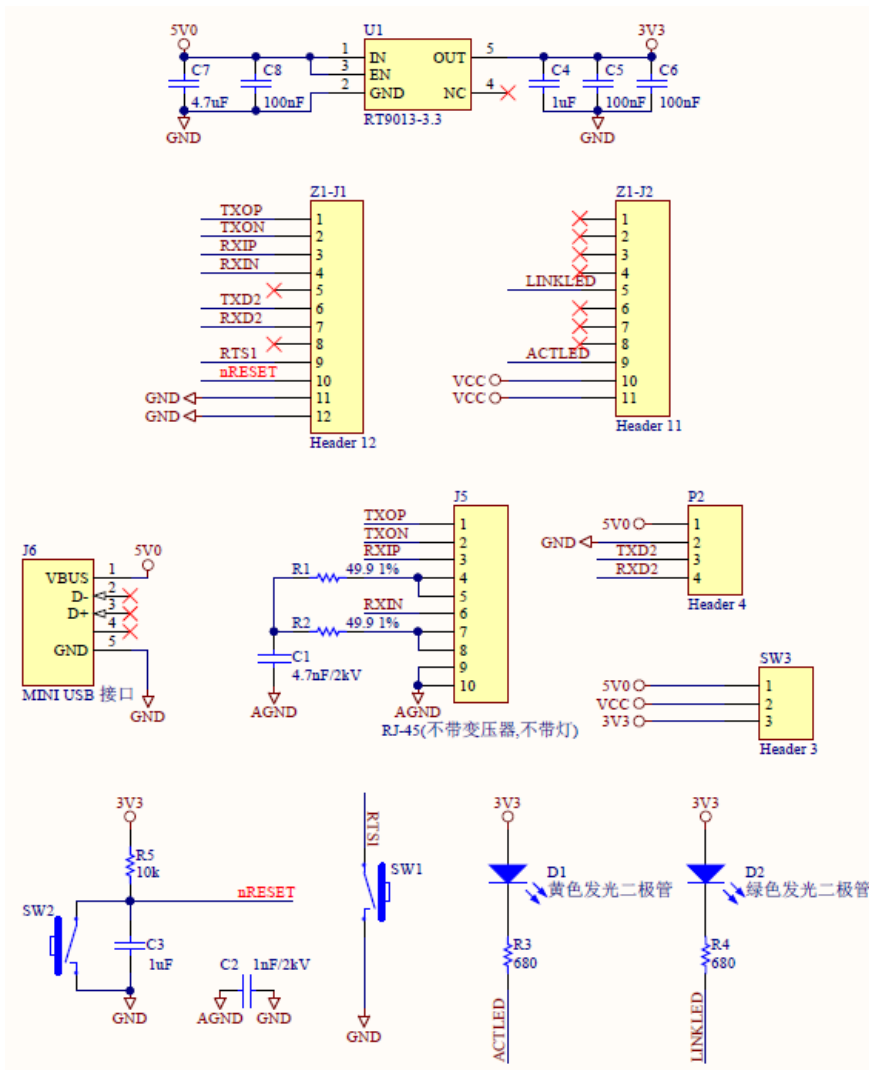 5V0
U1
3V3
C7
4.7uF
C8
100nF
1
3
2
IN
EN
GND
OUT
NC
5
4
C4
1uF
C5
100nF
C6
100nF
GND
RT9013-3.3
GND
Z1-J1
TXOP 1
TXON 2
RXIP 3
RXIN 4
5
TXD2 6
RXD2 7
8
RTS1 9
nRESET 10
GND 11
GND 12
Header 12
Z1-J2
1
2
3
4
LINKLED 5
6
7
8
ACTLED 9
VCC 10
VCC 11
Header 11
J6
5V0
VBUS 1
D- 2
D+ 3
4
GND 5
MINI USB 接口
GND
J5
TXOP 1
TXON 2
RXIP 3
R1 49.9 1% 4
5
RXIN 6
R2 49.9 1% 7
8
9
10
C1
4.7nF/2kV
AGND
AGND
RJ-45(不带变压器,不带灯)
P2
5V0 1
GND 2
TXD2 3
RXD2 4
Header 4
SW3
5V0 1
VCC 2
3V3 3
Header 3
3V3
R5
10k
nRESET
SW2
C3
1uF
GND
C2 1nF/2kV
AGND GND
RTS1
SW1
GND
3V3
D1
黄色发光二极管
R3
680
ACTLED
3V3
D2
绿色发光二极管
R4
680
LINKLED